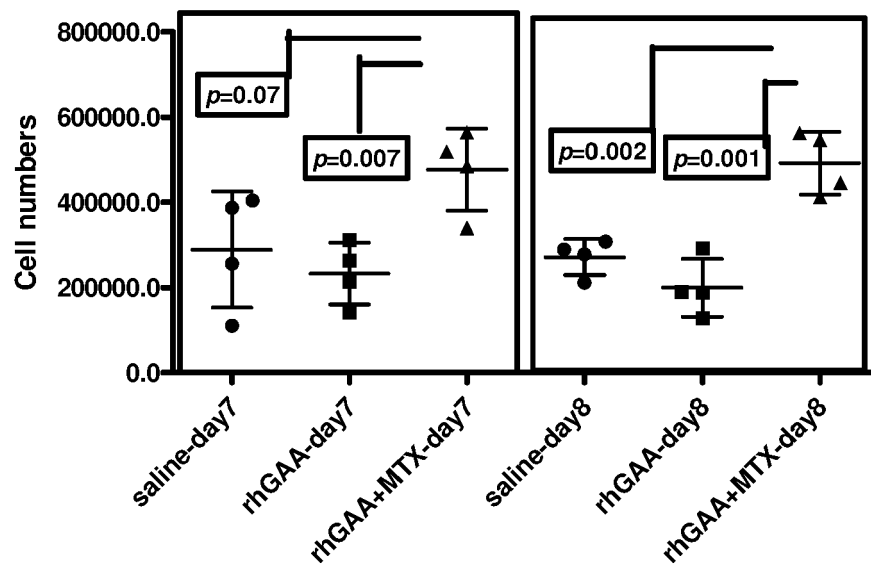 800000.0
600000.0
400000.0
200000.0
0.0
Cell numbers
p=0.07
p=0.007
p=0.002
p=0.001
saline-day7
rhGAA-day7
rhGAA+MTX-day7
saline-day8
rhGAA-day8
rhGAA+MTX-day8